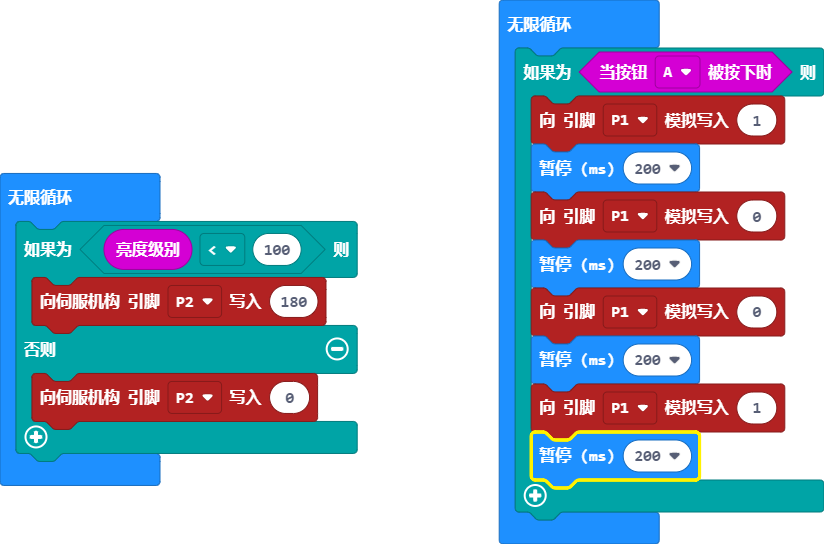 无限循环
如果为 亮度级别 < 100 则
向伺服机构 引脚 P2 写入 180
否则
向伺服机构 引脚 P2 写入 0
无限循环
如果为 当按钮 A 被按下时 则
向 引脚 P1 模拟写入 1
暂停 (ms) 200
向 引脚 P1 模拟写入 0
暂停 (ms) 200
向 引脚 P1 模拟写入 0
暂停 (ms) 200
向 引脚 P1 模拟写入 1
暂停 (ms) 200